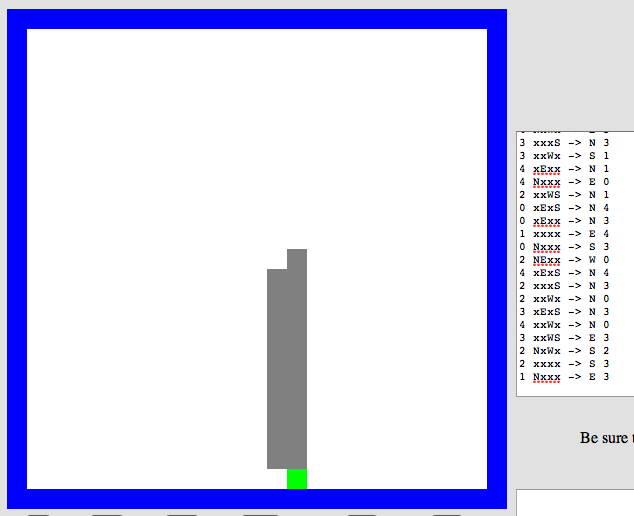 3 xxxS -> N 3
3 xxWx -> S 1
4 xExx -> N 1
4 Nxxx -> E 0
2 xxWS -> N 1
0 xExS -> N 4
0 xExx -> N 3
1 xxxx -> E 4
0 Nxxx -> S 3
2 NExx -> W 0
4 xExS -> N 4
2 xxxS -> N 3
2 xxWx -> N 0
3 xExS -> N 3
4 xxWx -> N 0
3 xxWS -> E 3
2 NxWx -> S 2
2 xxxx -> S 3
1 Nxxx -> E 3
Be sure